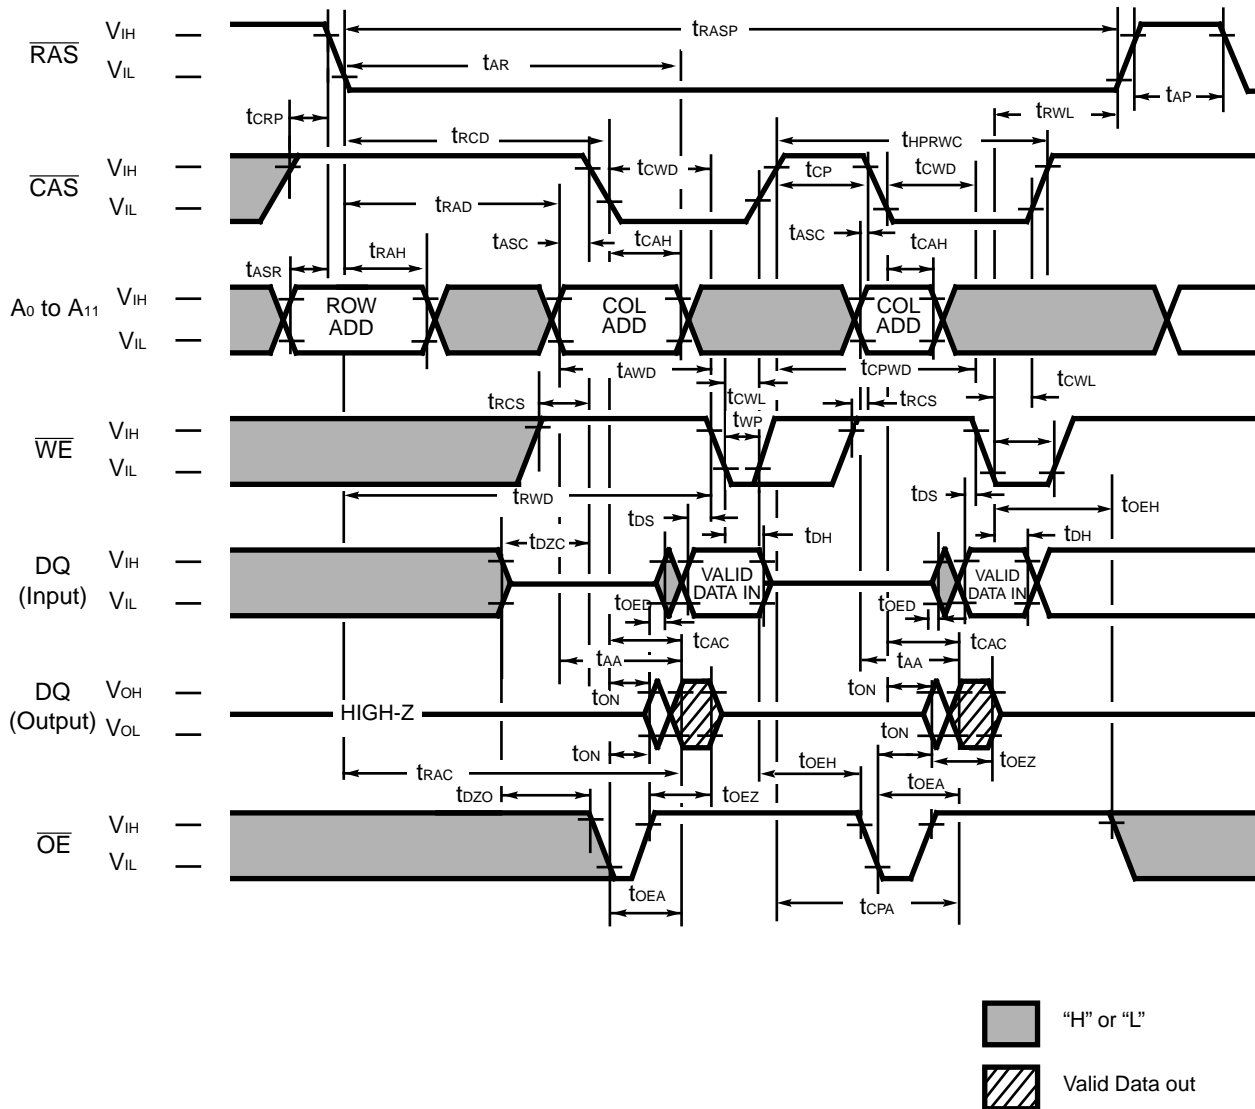 VIH
RAS
VIL
tRASP
tAR
tAP
tCRP
tRCD
tRWL
tHPRWC
VIH
CAS
VIL
tCWD
tCP
tCWD
tRAD
tASC
tCAH
tASC
tCAH
tASR
tRAH
A0 to A11
VIH
VIL
ROW
ADD
COL
ADD
COL
ADD
tAWD
tCPWD
tCWL
tCWL
tRCS
tWP
tRCS
VIH
WE
VIL
tRWD
tDS
tOEH
tDS
tDZC
tDH
tDH
DQ
(Input)
VIH
VIL
VALID
DATA IN
VALID
DATA IN
tOED
tOED
tCAC
tCAC
tAA
tAA
tON
tON
DQ
(Output)
VOH
VOL
HIGH-Z
tON
tON
tOEH
tOEZ
tRAC
tOEA
tDZO
tOEZ
VIH
OE
VIL
tOEA
tCPA
“H” or “L”
Valid Data out